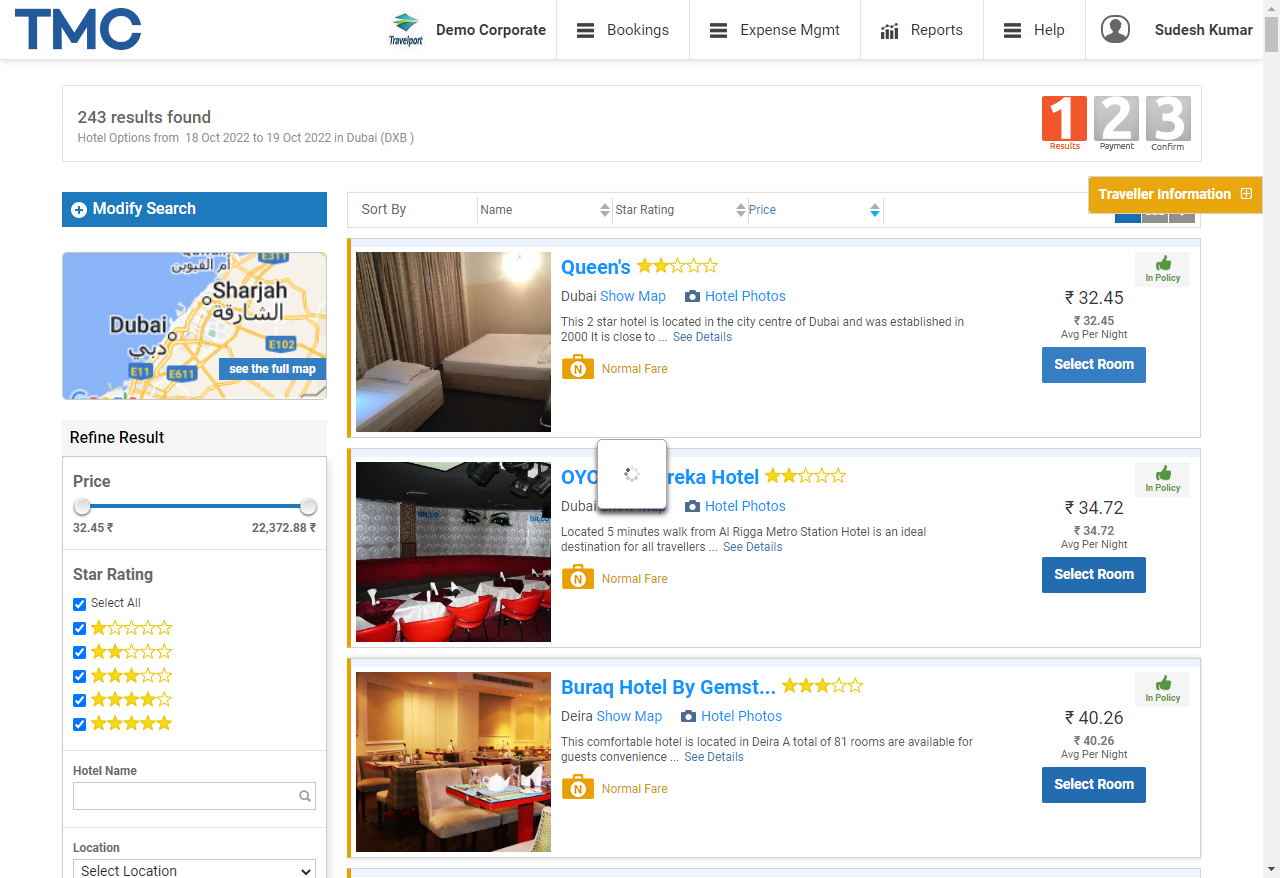 TMC
Travelport
Demo Corporate
Bookings
Expense Mgmt
Reports
Help
Sudesh Kumar
243 results found
Hotel Options from 18 Oct 2022 to 19 Oct 2022 in Dubai (DXB )
1 2 3
Results Payment Confirm
Traveller Information
Modify Search
Sort By Name Star Rating Price
E311
أم القيوين
Sharjah
الشارقة
Dubai
دبي
E102
E11
E611
see the full map
Google
Refine Result
Price
32.45 ₹ 22,372.88 ₹
Star Rating
Select All
Hotel Name
Location
Select Location
Queen's
Dubai Show Map Hotel Photos
This 2 star hotel is located in the city centre of Dubai and was established in
2000 It is close to ... See Details
N Normal Fare
In Policy
₹ 32.45
₹ 32.45
Avg Per Night
Select Room
OYO reka Hotel
Dubai Show Map Hotel Photos
Located 5 minutes walk from Al Rigga Metro Station Hotel is an ideal
destination for all travellers ... See Details
N Normal Fare
In Policy
₹ 34.72
₹ 34.72
Avg Per Night
Select Room
Buraq Hotel By Gemst...
Deira Show Map Hotel Photos
This comfortable hotel is located in Deira A total of 81 rooms are available for
guests convenience ... See Details
N Normal Fare
In Policy
₹ 40.26
₹ 40.26
Avg Per Night
Select Room